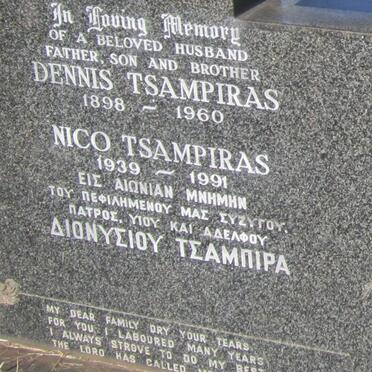 In Loving Memory
OF A BELOVED HUSBAND
FATHER, SON AND BROTHER
DENNIS TSAMPIRAS
1898 – 1960
NICO TSAMPIRAS
1939 – 1991
ΕΙΣ ΑΙΩΝΙΑΝ ΜΝΗΜΗΝ
ΤΟΥ ΠΕΦΙΛΗΜΕΝΟΥ ΜΑΣ ΣΥΖΥΓΟΥ,
ΠΑΤΡΟΣ, ΥΙΟΥ ΚΑΙ ΑΔΕΛΦΟΥ
ΔΙΟΝΥΣΙΟΥ ΤΣΑΜΠΙΡΑ
MY DEAR FAMILY DRY YOUR TEARS,
FOR YOU I LABOURED MANY YEARS
I ALWAYS STROVE TO DO MY BEST
THE LORD HAS CALLED